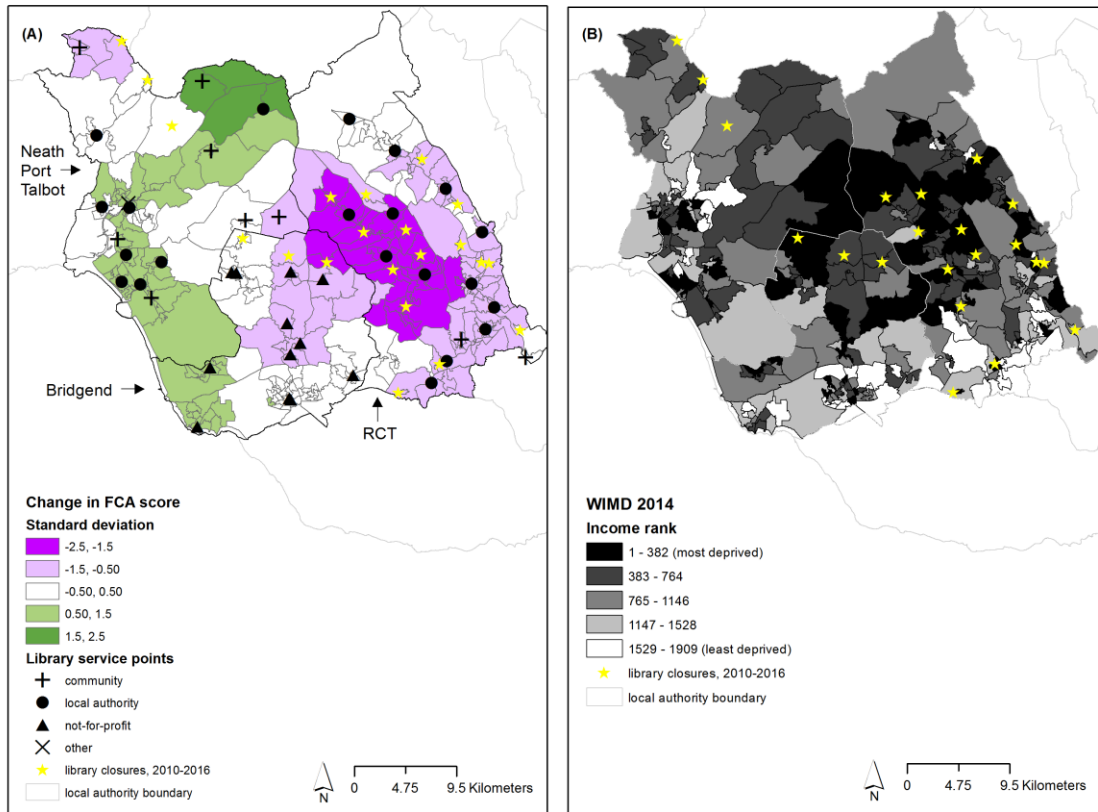 (A)
Neath
Port
Talbot
Bridgend
RCT
Change in FCA score
Standard deviation
-2.5, -1.5
-1.5, -0.50
-0.50, 0.50
0.50, 1.5
1.5, 2.5
Library service points
community
local authority
not-for-profit
other
library closures, 2010-2016
local authority boundary
N
0 4.75 9.5 Kilometers
(B)
WIMD 2014
Income rank
1 - 382 (most deprived)
383 - 764
765 - 1146
1147 - 1528
1529 - 1909 (least deprived)
library closures, 2010-2016
local authority boundary
N
0 4.75 9.5 Kilometers